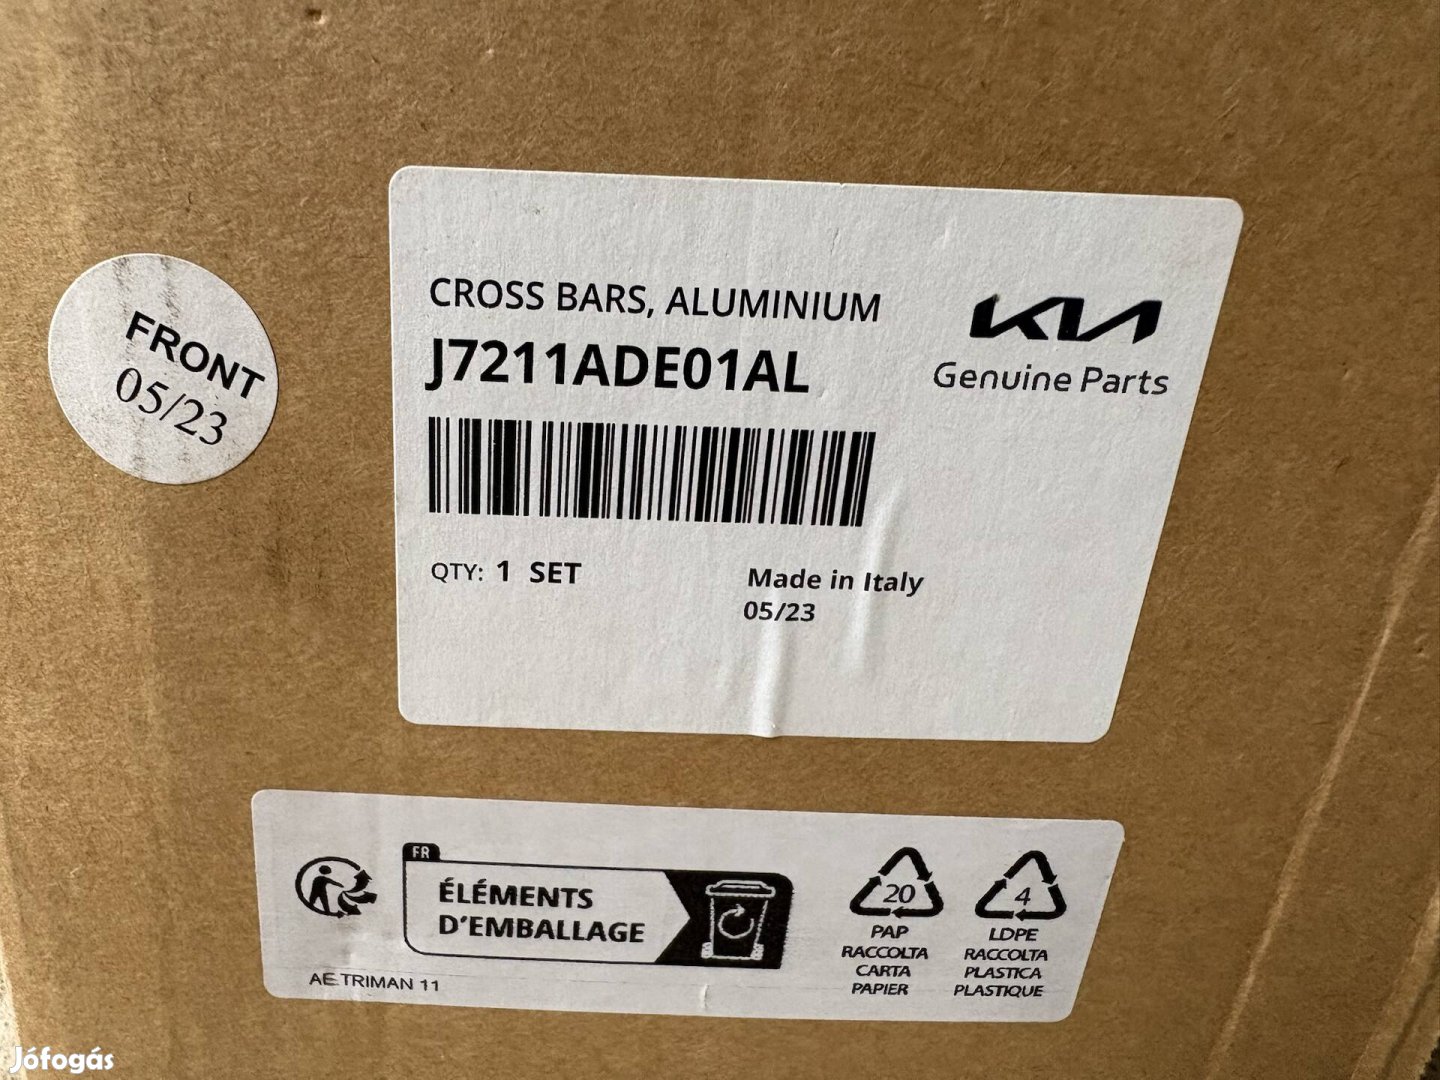 FRONT
05/23
CROSS BARS, ALUMINIUM
J7211ADE01AL
KIA
Genuine Parts
QTY: 1 SET
Made in Italy
05/23
FR
ÉLÉMENTS
D'EMBALLAGE
AE TRIMAN 11
20
PAP
RACCOLTA
CARTA
PAPIER
4
LDPE
RACCOLTA
PLASTICA
PLASTIQUE
Jófogás